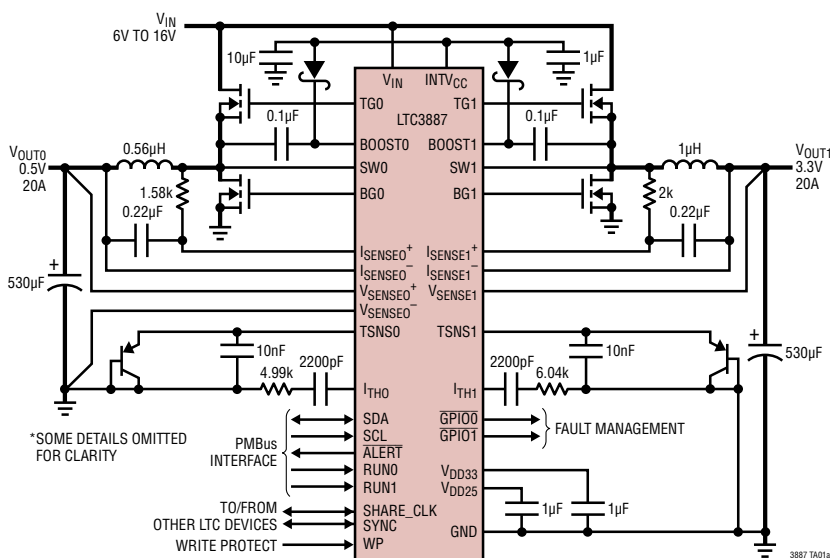 VIN
6V TO 16V
10µF
1µF
VIN
INTVCC
LTC3887
TG0
TG1
0.1µF
0.1µF
BOOST0
BOOST1
VOUT0
0.5V
20A
0.56µH
1µH
VOUT1
3.3V
20A
SW0
SW1
1.58k
2k
BG0
BG1
0.22µF
0.22µF
ISENSE0+
ISENSE1+
ISENSE0–
ISENSE1–
VSENSE0+
VSENSE1
VSENSE0–
+
530µF
+
530µF
TSNS0
TSNS1
10nF
10nF
2200pF
2200pF
4.99k
6.04k
ITH0
ITH1
*SOME DETAILS OMITTED
FOR CLARITY
PMBus
INTERFACE
SDA
SCL
ALERT
RUN0
RUN1
GPIO0
GPIO1
FAULT MANAGEMENT
VDD33
VDD25
1µF
1µF
TO/FROM
OTHER LTC DEVICES
SHARE_CLK
SYNC
GND
WRITE PROTECT
WP
3887 TA01a